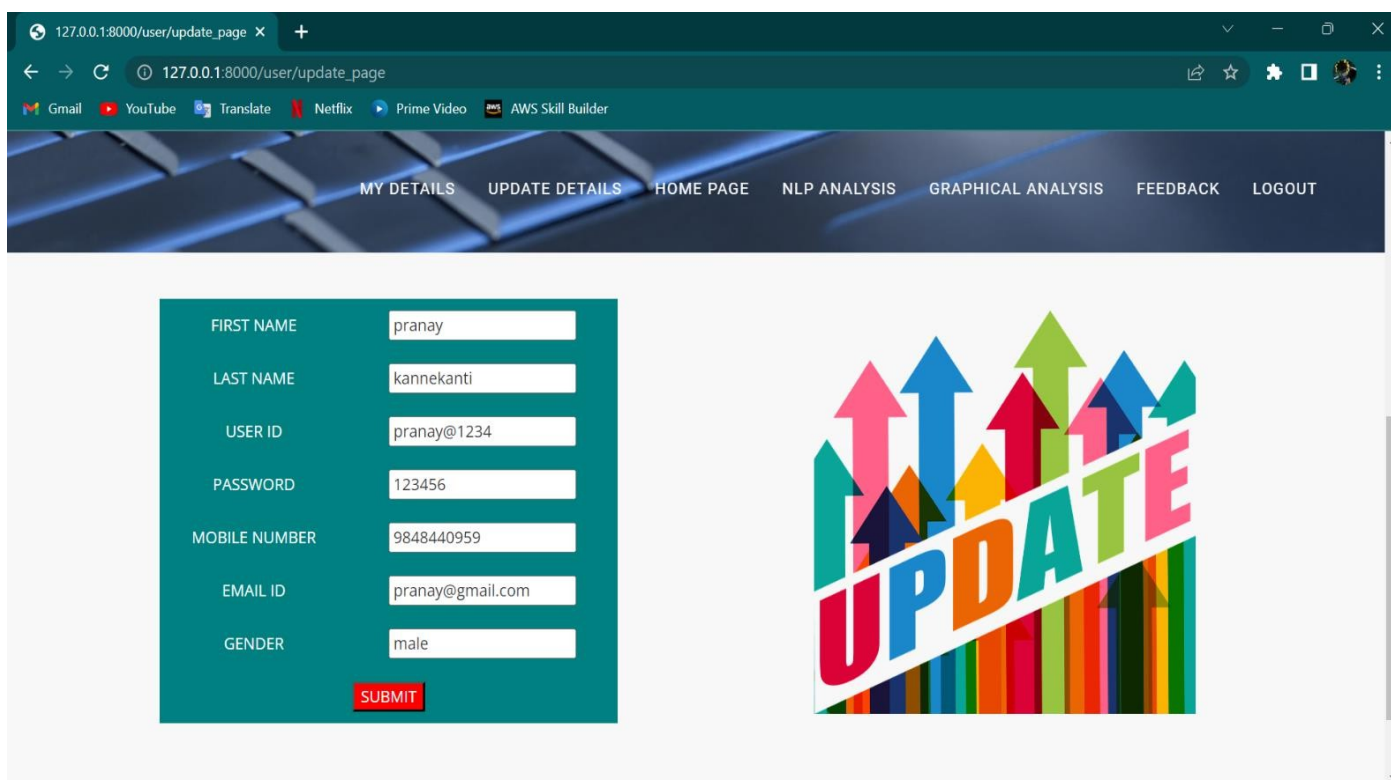 127.0.0.1:8000/user/update_page
127.0.0.1:8000/user/update_page
Gmail YouTube Translate Netflix Prime Video aws AWS Skill Builder
MY DETAILS UPDATE DETAILS HOME PAGE NLP ANALYSIS GRAPHICAL ANALYSIS FEEDBACK LOGOUT
FIRST NAME pranay
LAST NAME kannekanti
USER ID pranay@1234
PASSWORD 123456
MOBILE NUMBER 9848440959
EMAIL ID pranay@gmail.com
GENDER male
SUBMIT
UPDATE